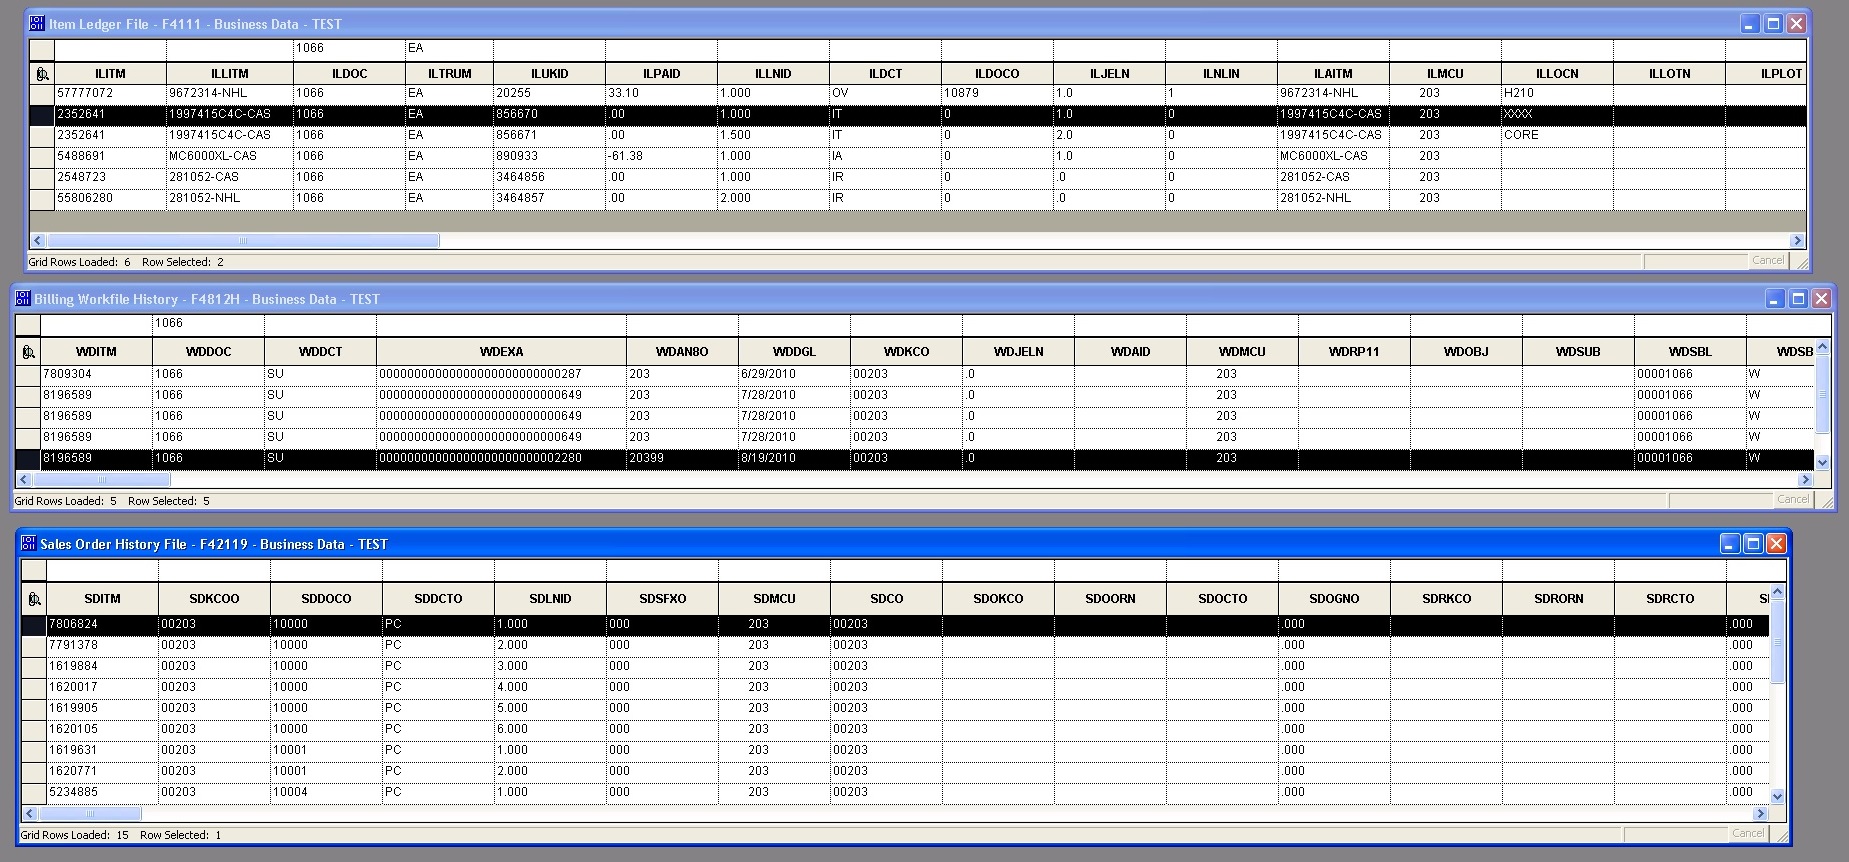 Item Ledger File - F4111 - Business Data - TEST
1066 EA
ILITM ILLITM ILDOC ILTRUM ILUKID ILPAID ILLNID ILDCT ILDOCO ILJELN ILNLIN ILAITM ILMCU ILLOCN ILLOTN ILPLOT
57777072 9672314-NHL 1066 EA 20255 33.10 1.000 OV 10879 1.0 1 9672314-NHL 203 H210
2352641 1997415C4C-CAS 1066 EA 856670 .00 1.000 IT 0 1.0 0 1997415C4C-CAS 203 XXXX
2352641 1997415C4C-CAS 1066 EA 856671 .00 1.500 IT 0 2.0 0 1997415C4C-CAS 203 CORE
5488691 MC6000XL-CAS 1066 EA 890933 -61.38 1.000 IA 0 1.0 0 MC6000XL-CAS 203
2548723 281052-CAS 1066 EA 3464856 .00 1.000 IR 0 .0 0 281052-CAS 203
55806280 281052-NHL 1066 EA 3464857 .00 2.000 IR 0 .0 0 281052-NHL 203
Grid Rows Loaded: 6 Row Selected: 2 Cancel
Billing Workfile History - F4812H - Business Data - TEST
1066
WDITM WDDOC WDDCT WDEXA WDAN8O WDDGL WDKCO WDJELN WDAID WDMCU WDRP11 WDOBJ WDSUB WDSBL WDSB
7809304 1066 SU 000000000000000000000000000287 203 6/29/2010 00203 .0 203 00001066 W
8196589 1066 SU 000000000000000000000000000649 203 7/28/2010 00203 .0 203 00001066 W
8196589 1066 SU 000000000000000000000000000649 203 7/28/2010 00203 .0 203 00001066 W
8196589 1066 SU 000000000000000000000000000649 203 7/28/2010 00203 .0 203 00001066 W
8196589 1066 SU 000000000000000000000000002280 20399 8/19/2010 00203 .0 203 00001066 W
Grid Rows Loaded: 5 Row Selected: 5 Cancel
Sales Order History File - F42119 - Business Data - TEST
SDITM SDKCOO SDDOCO SDDCTO SDLNID SDSFXO SDMCU SDCO SDOKCO SDOORN SDOCTO SDOGNO SDRKCO SDRORN SDRCTO
7806824 00203 10000 PC 1.000 000 203 00203 .000 .000
7791378 00203 10000 PC 2.000 000 203 00203 .000 .000
1619884 00203 10000 PC 3.000 000 203 00203 .000 .000
1620017 00203 10000 PC 4.000 000 203 00203 .000 .000
1619905 00203 10000 PC 5.000 000 203 00203 .000 .000
1620105 00203 10000 PC 6.000 000 203 00203 .000 .000
1619631 00203 10001 PC 1.000 000 203 00203 .000 .000
1620771 00203 10001 PC 2.000 000 203 00203 .000 .000
5234885 00203 10004 PC 1.000 000 203 00203 .000 .000
Grid Rows Loaded: 15 Row Selected: 1 Cancel